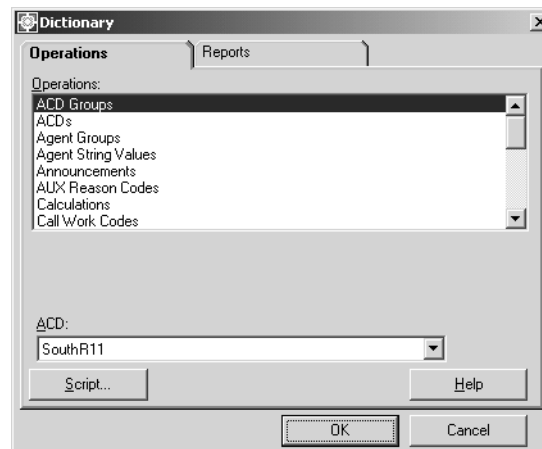 Dictionary
Operations
Reports
Operations:
ACD Groups
ACDs
Agent Groups
Agent String Values
Announcements
AUX Reason Codes
Calculations
Call Work Codes
ACD:
SouthR11
Script...
Help
OK
Cancel